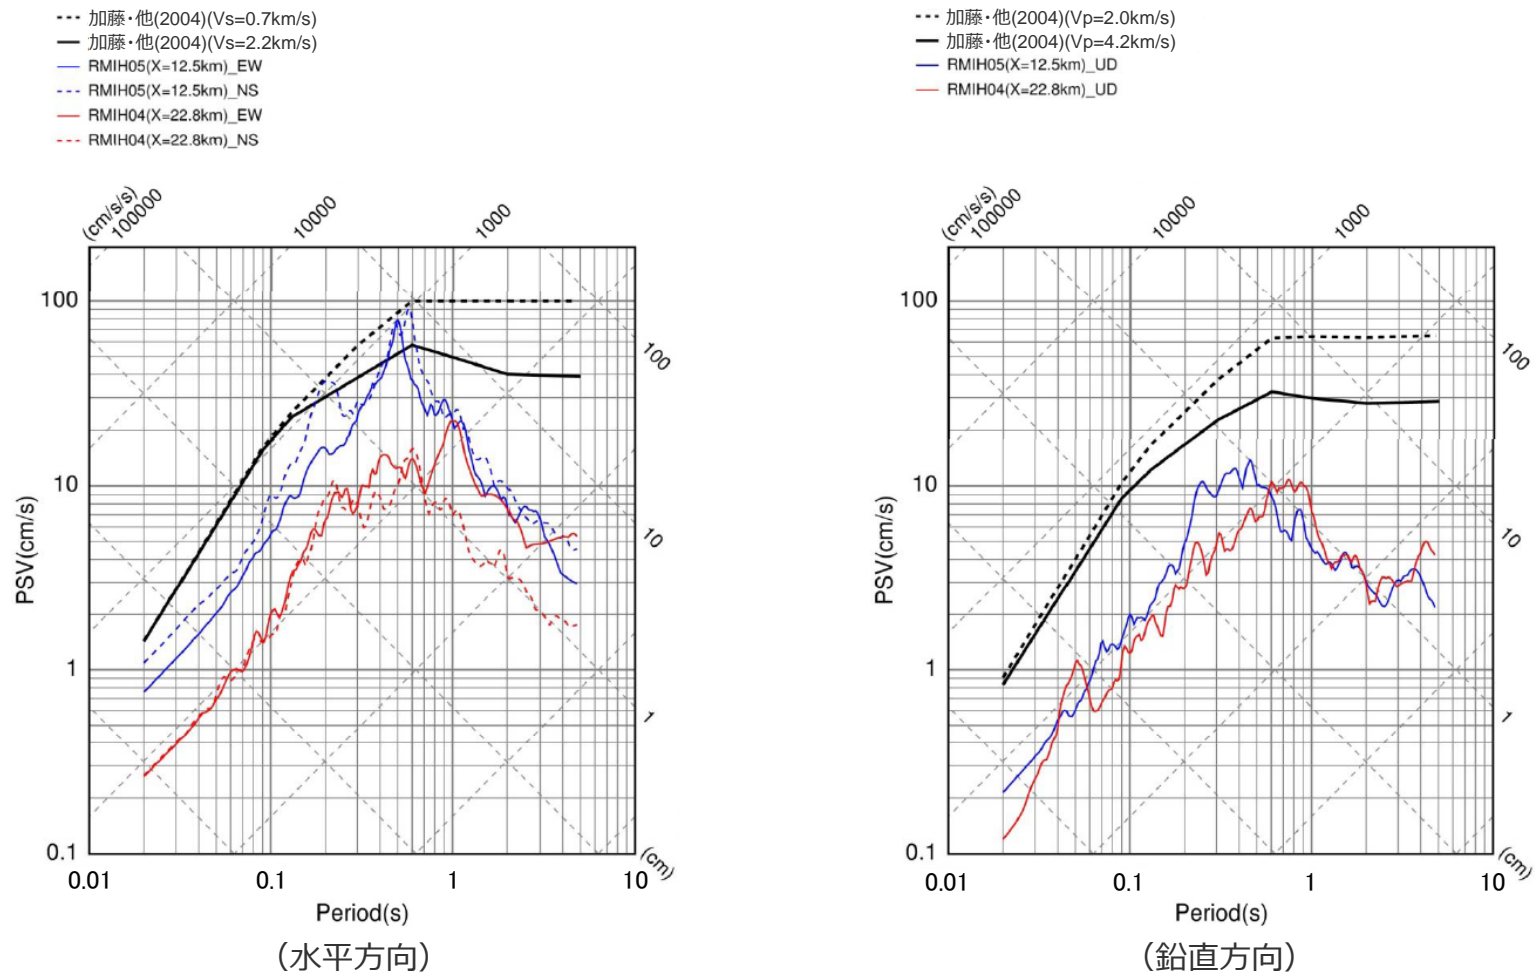 加藤・他(2004)(Vs=0.7km/s)
加藤・他(2004)(Vs=2.2km/s)
RMIH05(X=12.5km)_EW
RMIH05(X=12.5km)_NS
RMIH04(X=22.8km)_EW
RMIH04(X=22.8km)_NS
(cm/s/s)
100000
10000
1000
100
10
1
(cm)
100
10
1
0.1
PSV(cm/s)
0.01
0.1
1
10
Period(s)
(水平方向)
加藤・他(2004)(Vp=2.0km/s)
加藤・他(2004)(Vp=4.2km/s)
RMIH05(X=12.5km)_UD
RMIH04(X=22.8km)_UD
(cm/s/s)
100000
10000
1000
100
10
1
(cm)
100
10
1
0.1
PSV(cm/s)
0.01
0.1
1
10
Period(s)
(鉛直方向)